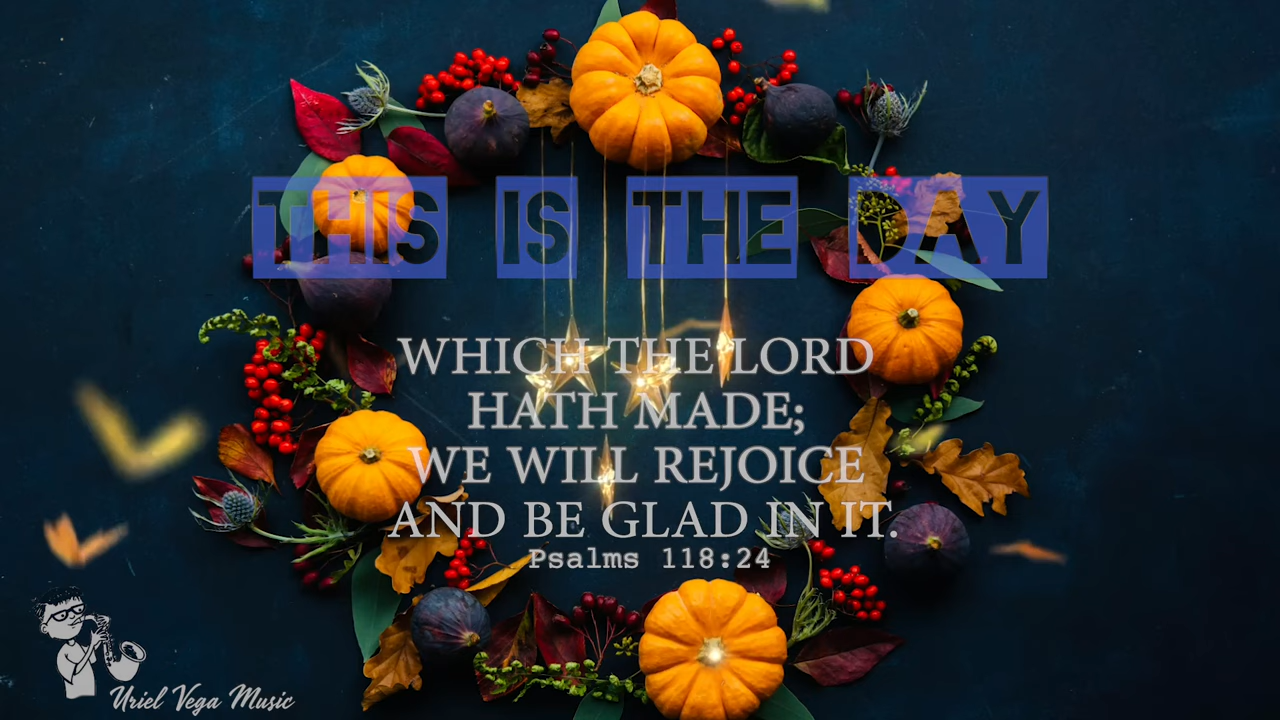 THIS IS THE DAY
WHICH THE LORD
HATH MADE;
WE WILL REJOICE
AND BE GLAD IN IT.
Psalms 118:24
Uriel Vega Music